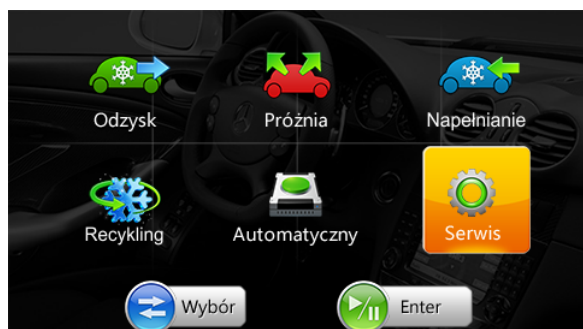 Odzysk
Próżnia
Napełnianie
Recykling
Automatyczny
Serwis
Wybór
Enter